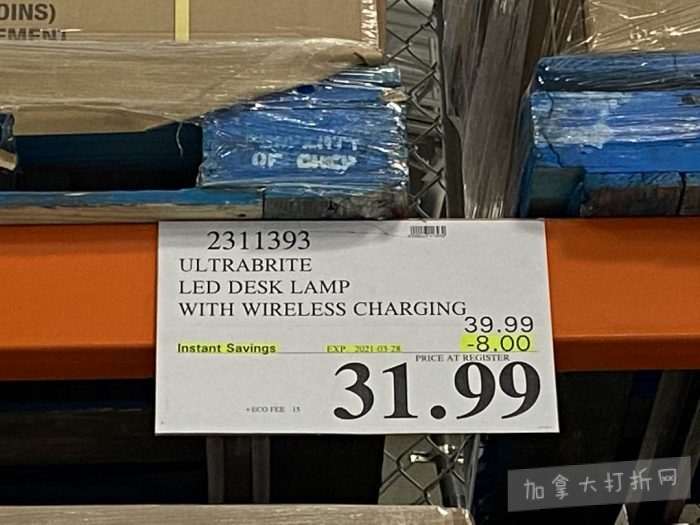 OINS)
EMENT
PROPERTY
OF CHEP
2311393
ULTRABRITE
LED DESK LAMP
WITH WIRELESS CHARGING
39.99
Instant Savings EXP. 2021-03-28 -8.00
PRICE AT REGISTER
31.99
+ECO FEE 15
加拿大打折网